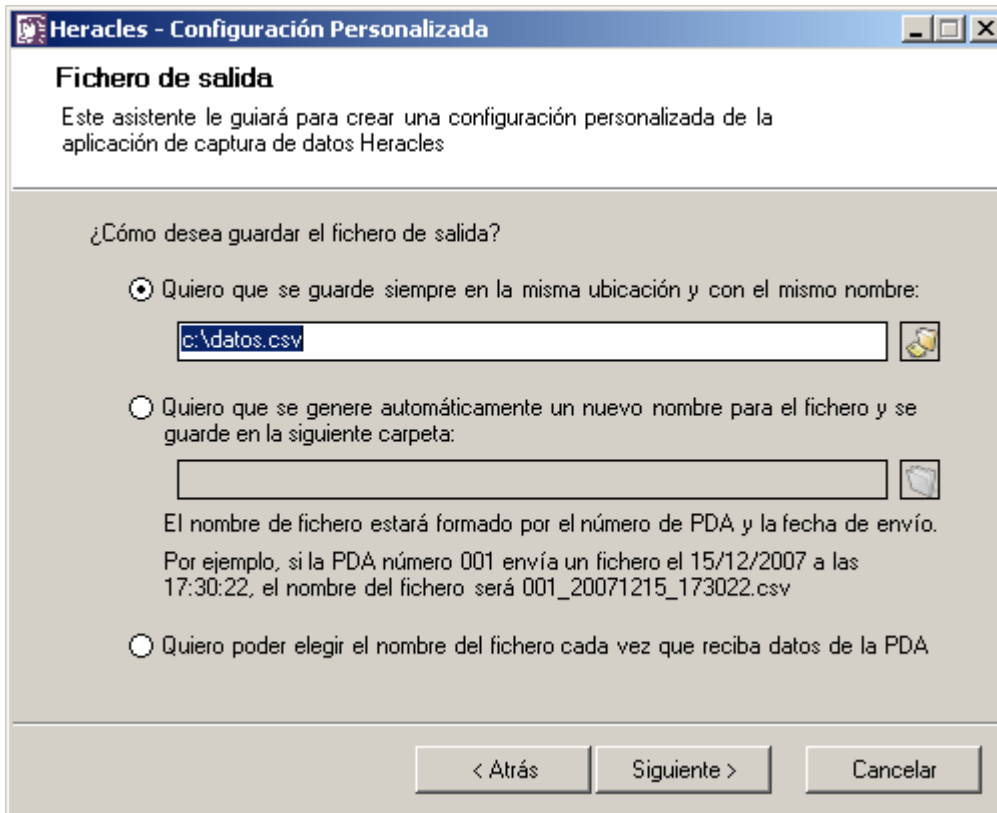 Heracles - Configuración Personalizada
Fichero de salida
Este asistente le guiará para crear una configuración personalizada de la
aplicación de captura de datos Heracles
¿Cómo desea guardar el fichero de salida?
Quiero que se guarde siempre en la misma ubicación y con el mismo nombre:
c:\datos.csv
Quiero que se genere automáticamente un nuevo nombre para el fichero y se
guarde en la siguiente carpeta:
El nombre de fichero estará formado por el número de PDA y la fecha de envío.
Por ejemplo, si la PDA número 001 envía un fichero el 15/12/2007 a las
17:30:22, el nombre del fichero será 001_20071215_173022.csv
Quiero poder elegir el nombre del fichero cada vez que reciba datos de la PDA
< Atrás
Siguiente >
Cancelar